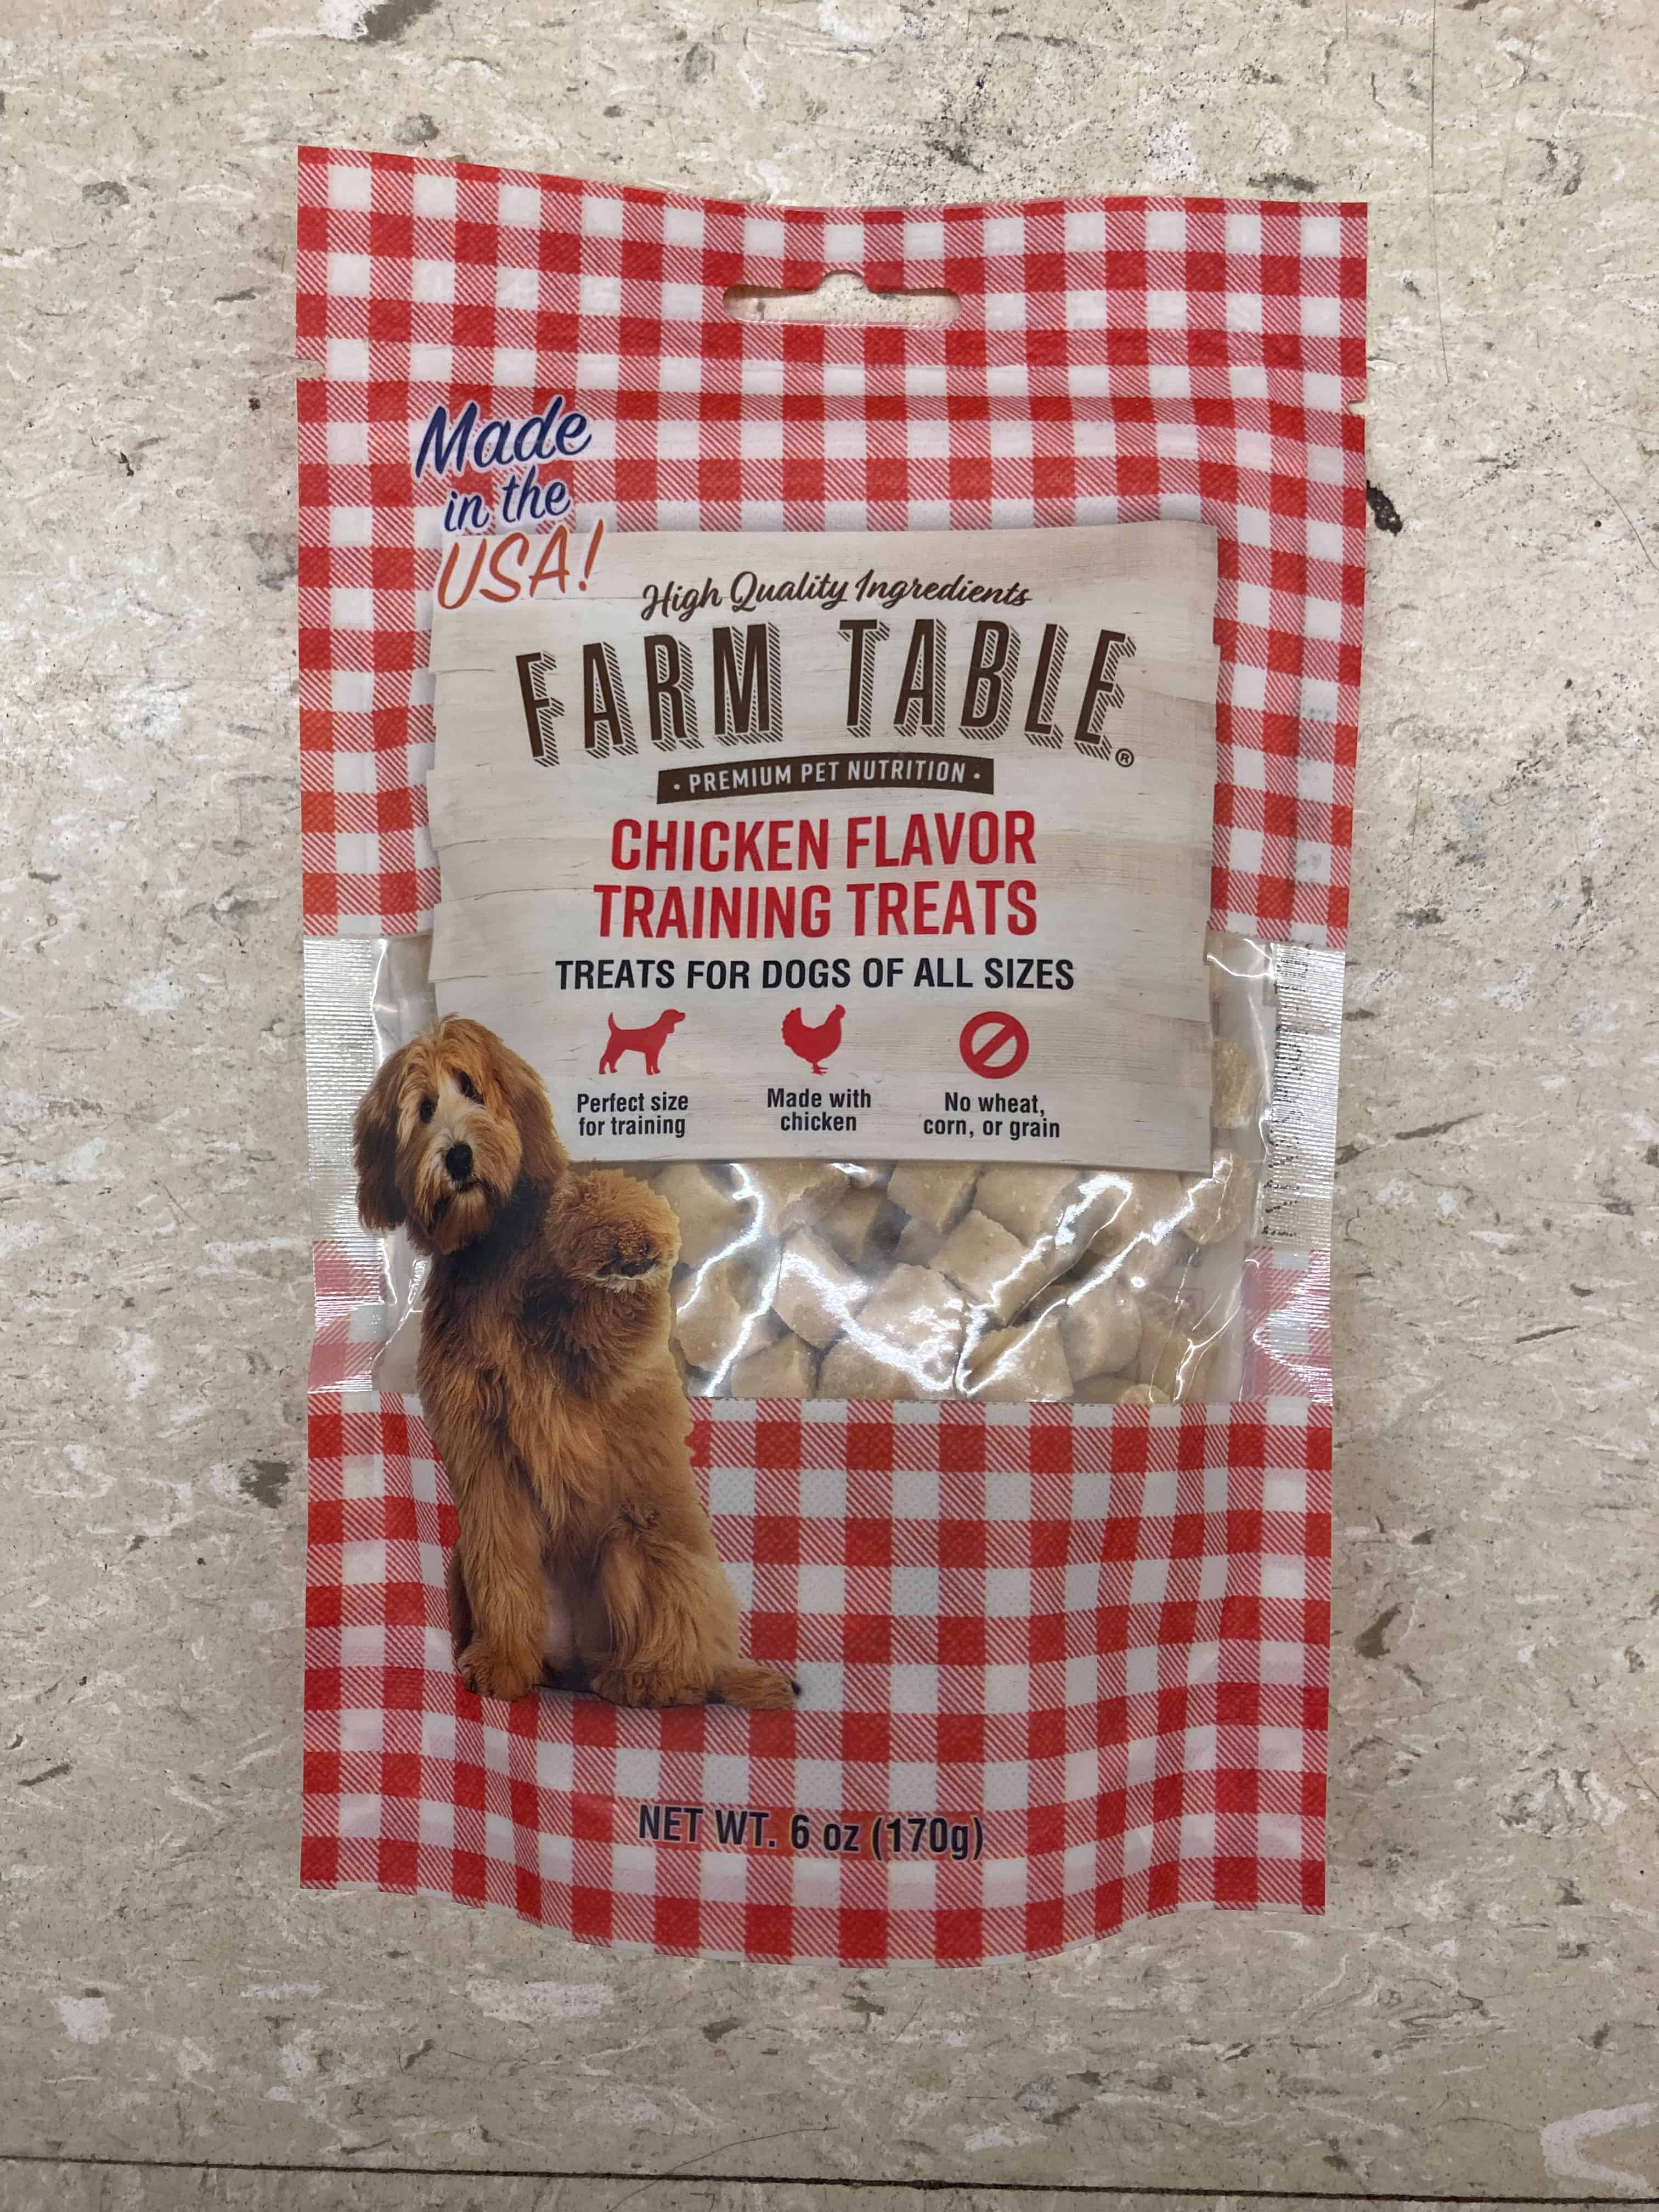 Made
in the
USA!
High Quality Ingredients
FARM TABLE®
• PREMIUM PET NUTRITION •
CHICKEN FLAVOR
TRAINING TREATS
TREATS FOR DOGS OF ALL SIZES
Perfect size
for training
Made with
chicken
No wheat,
corn, or grain
NET WT. 6 oz (170g)